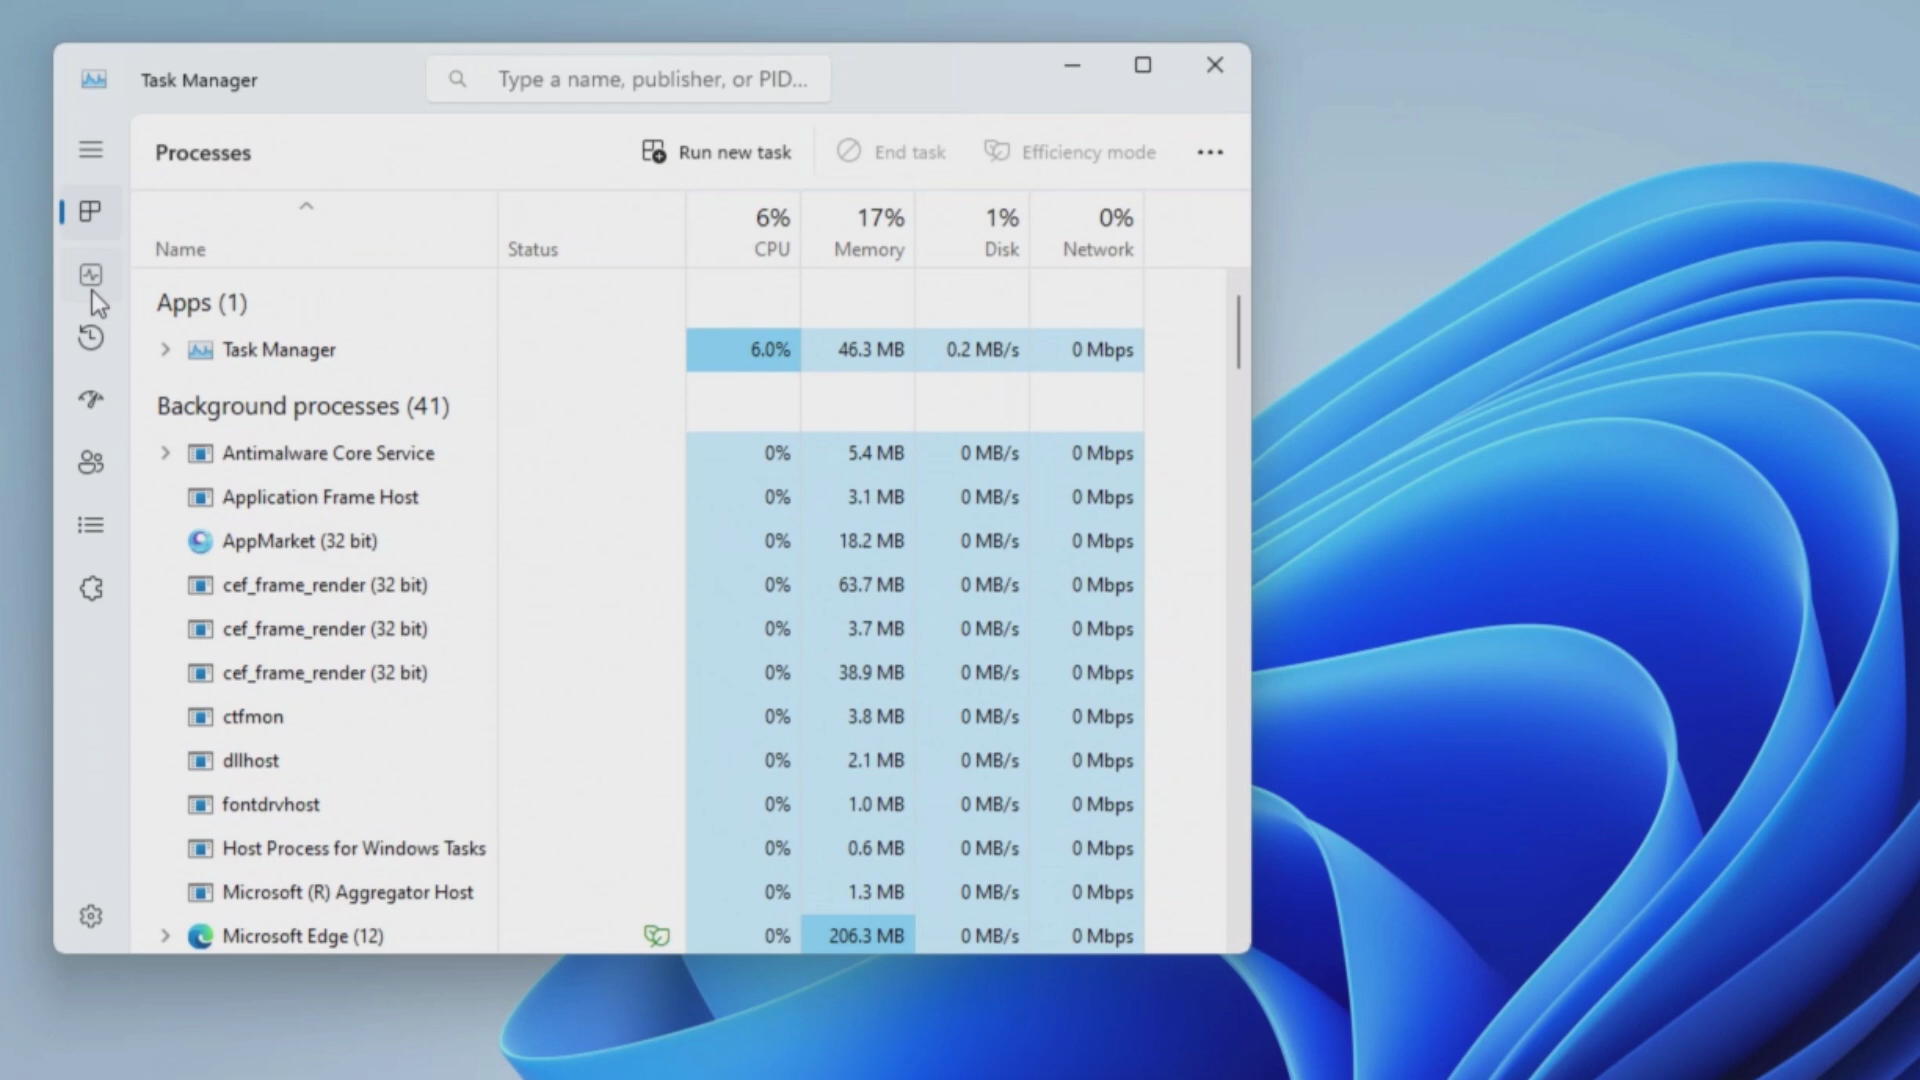 Task Manager
Type a name, publisher, or PID...
Processes
Run new task
End task
Efficiency mode
6% 17% 1% 0%
Name Status CPU Memory Disk Network
Apps (1)
Task Manager 6.0% 46.3 MB 0.2 MB/s 0 Mbps
Background processes (41)
Antimalware Core Service 0% 5.4 MB 0 MB/s 0 Mbps
Application Frame Host 0% 3.1 MB 0 MB/s 0 Mbps
AppMarket (32 bit) 0% 18.2 MB 0 MB/s 0 Mbps
cef_frame_render (32 bit) 0% 63.7 MB 0 MB/s 0 Mbps
cef_frame_render (32 bit) 0% 3.7 MB 0 MB/s 0 Mbps
cef_frame_render (32 bit) 0% 38.9 MB 0 MB/s 0 Mbps
ctfmon 0% 3.8 MB 0 MB/s 0 Mbps
dllhost 0% 2.1 MB 0 MB/s 0 Mbps
fontdrvhost 0% 1.0 MB 0 MB/s 0 Mbps
Host Process for Windows Tasks 0% 0.6 MB 0 MB/s 0 Mbps
Microsoft (R) Aggregator Host 0% 1.3 MB 0 MB/s 0 Mbps
Microsoft Edge (12) 0% 206.3 MB 0 MB/s 0 Mbps